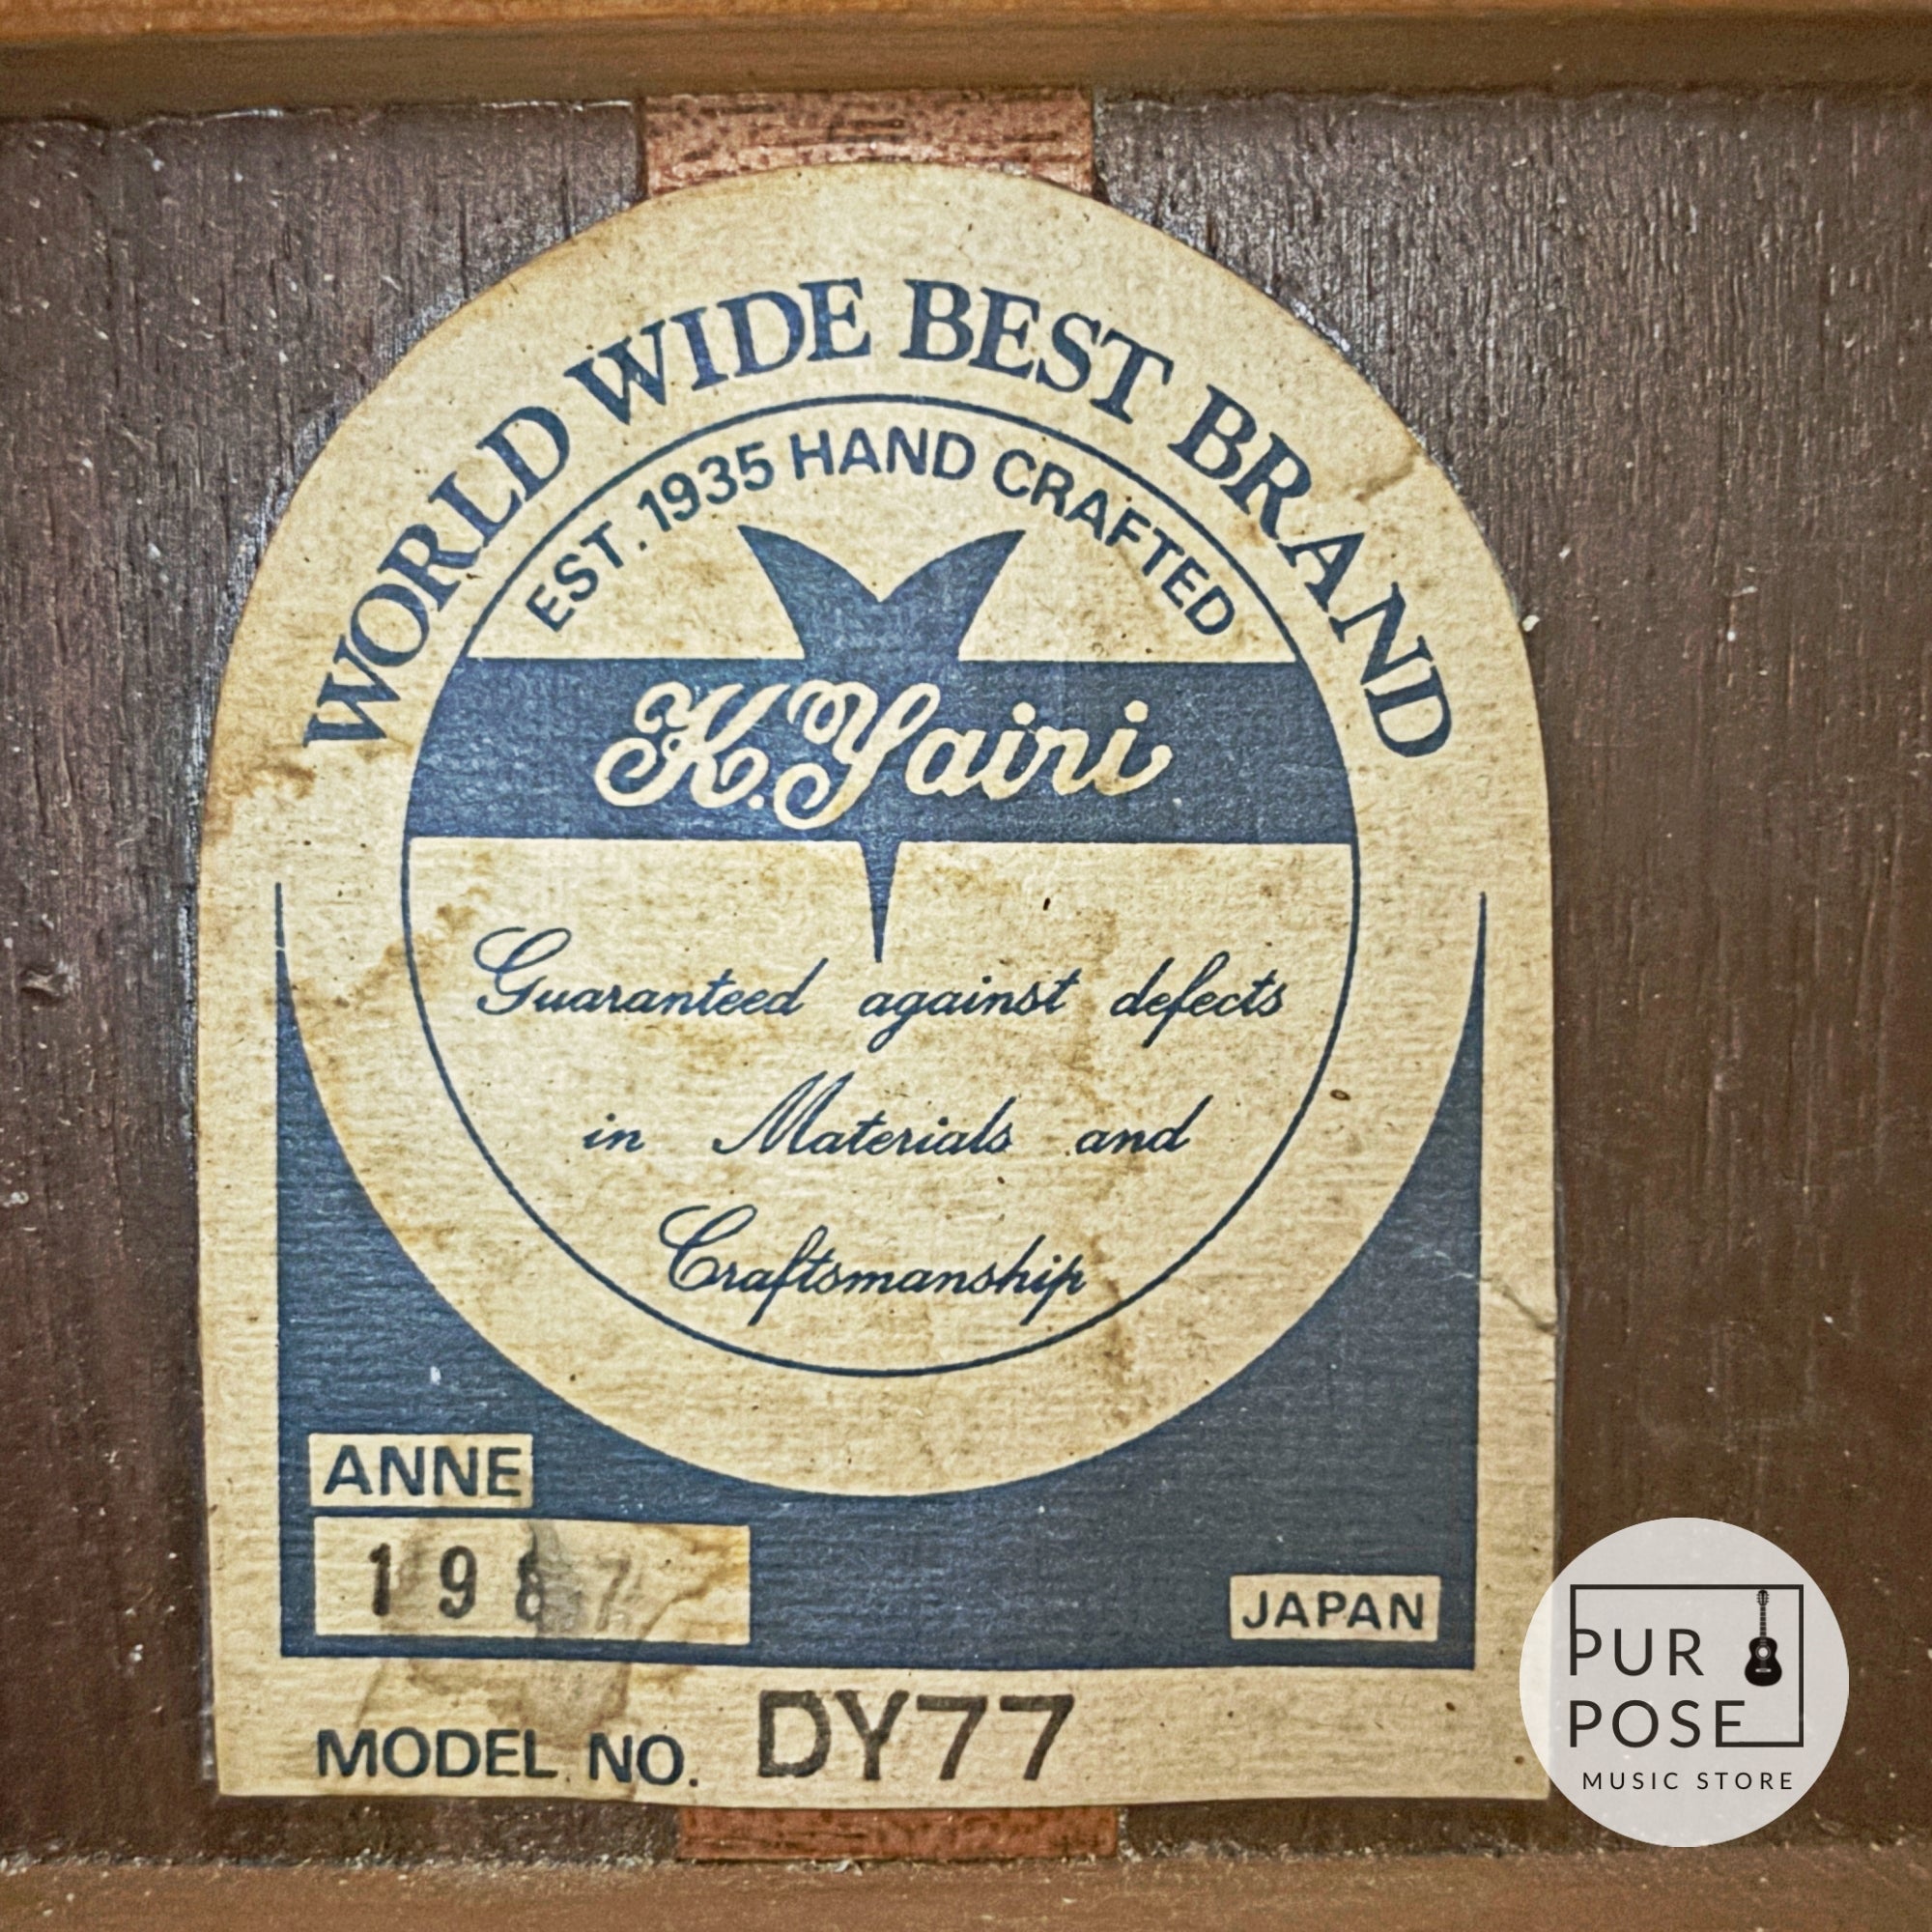 WORLD WIDE BEST BRAND
EST. 1935 HAND CRAFTED
K. Yairi
Guaranteed against defects
in Materials and
Craftsmanship
ANNE
1987
JAPAN
MODEL NO. DY77
PUR
POSE
MUSIC STORE